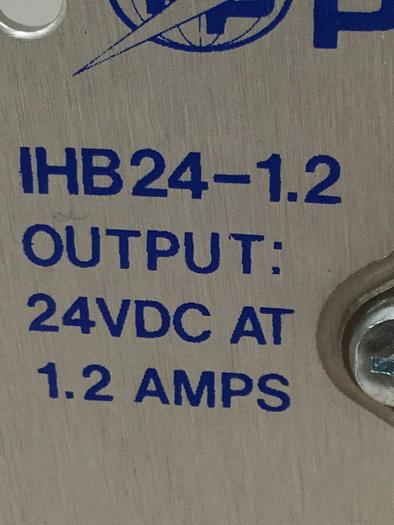 IHB24-1.2
OUTPUT:
24VDC AT
1.2 AMPS